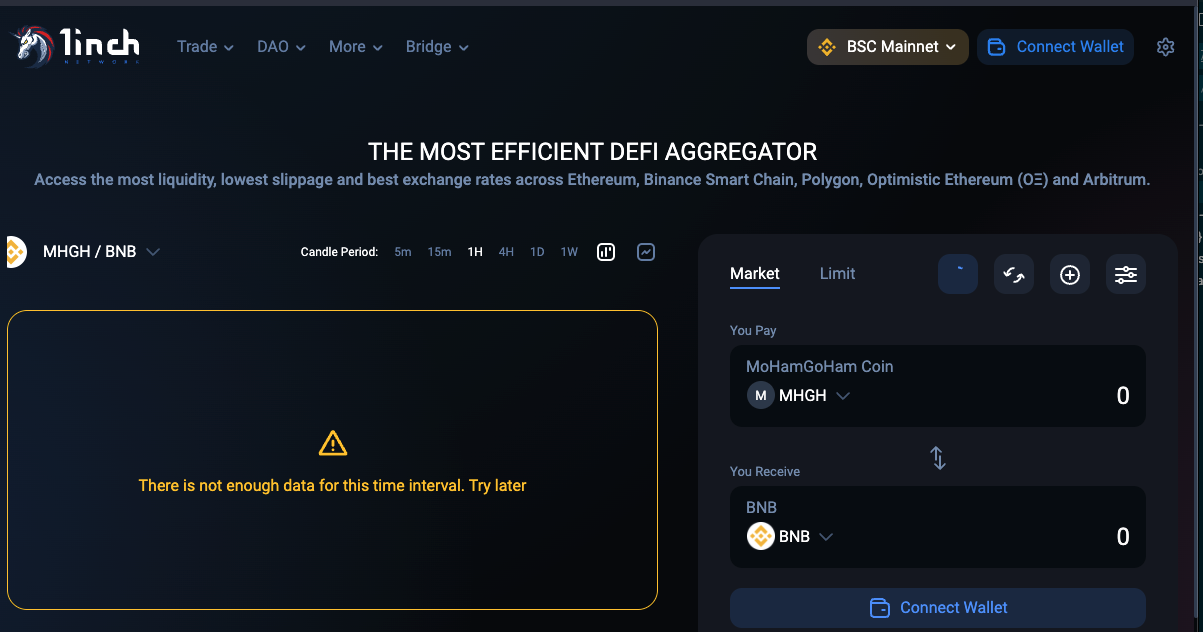 1inch
NETWORK
Trade
DAO
More
Bridge
BSC Mainnet
Connect Wallet
THE MOST EFFICIENT DEFI AGGREGATOR
Access the most liquidity, lowest slippage and best exchange rates across Ethereum, Binance Smart Chain, Polygon, Optimistic Ethereum (OΞ) and Arbitrum.
MHGH / BNB
Candle Period: 5m 15m 1H 4H 1D 1W
There is not enough data for this time interval. Try later
Market
Limit
You Pay
MoHamGoHam Coin
M MHGH
0
You Receive
BNB
BNB
0
Connect Wallet